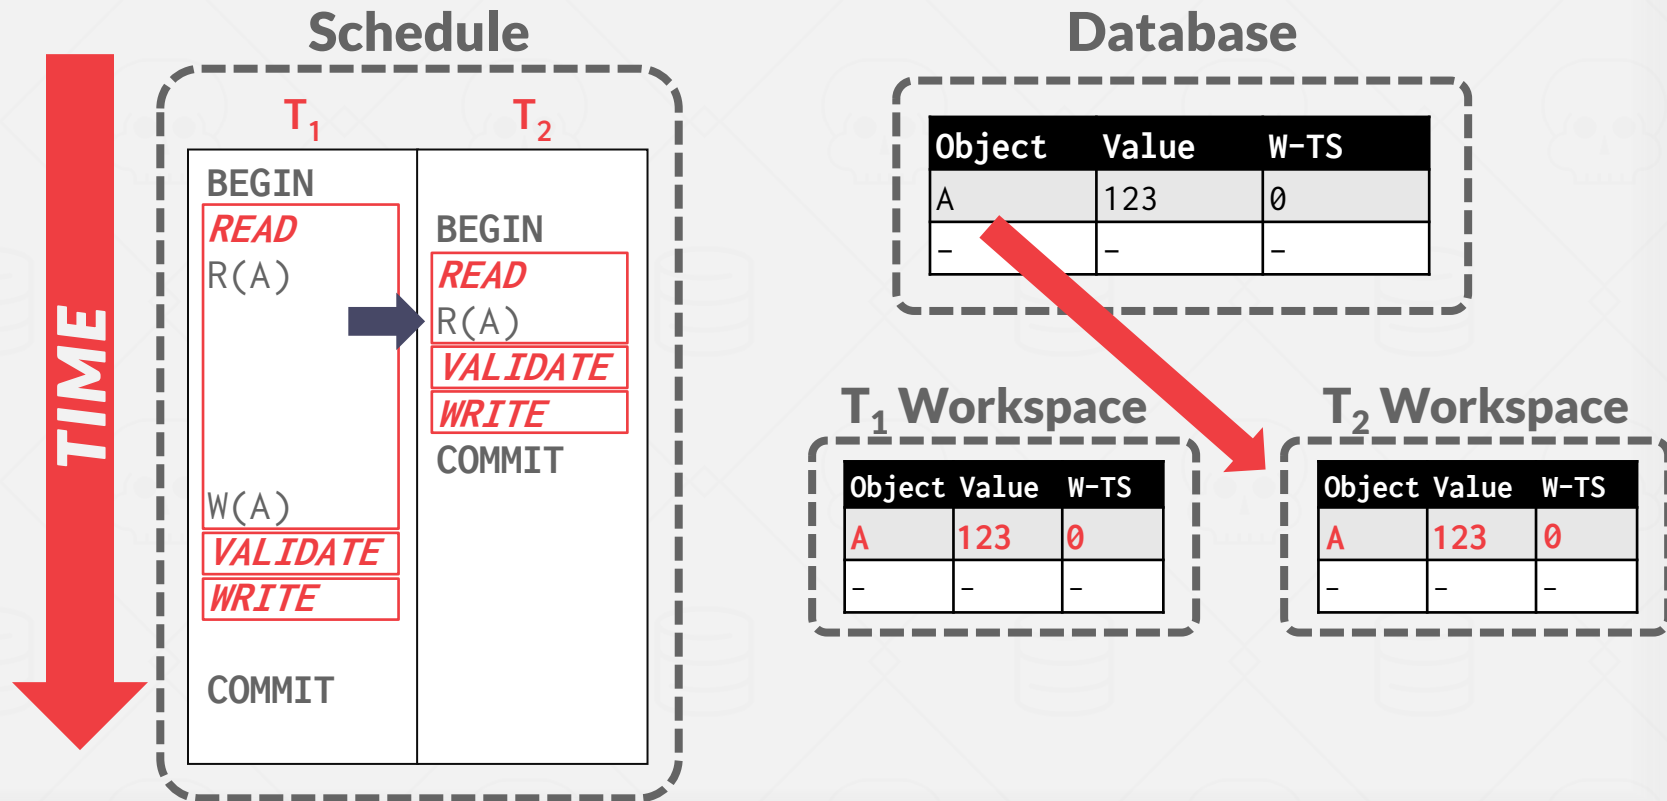 Schedule
Database
TIME
T1 T2
BEGIN
READ
R(A)
W(A)
VALIDATE
WRITE
COMMIT
BEGIN
READ
R(A)
VALIDATE
WRITE
COMMIT
Object Value W-TS
A 123 0
- - -
T1 Workspace
Object Value W-TS
A 123 0
- - -
T2 Workspace
Object Value W-TS
A 123 0
- - -